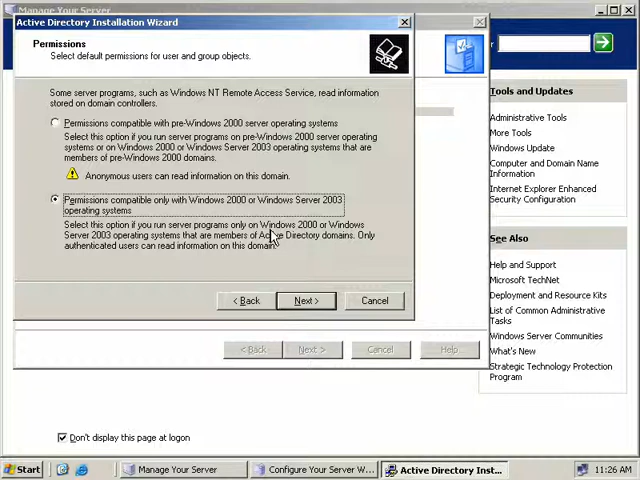 Manage Your Server
Active Directory Installation Wizard
Permissions
Select default permissions for user and group objects.
Some server programs, such as Windows NT Remote Access Service, read information
stored on domain controllers.
Permissions compatible with pre-Windows 2000 server operating systems
Select this option if you run server programs on pre-Windows 2000 server operating
systems or on Windows 2000 or Windows Server 2003 operating systems that are
members of pre-Windows 2000 domains.
Anonymous users can read information on this domain.
Permissions compatible only with Windows 2000 or Windows Server 2003
operating systems
Select this option if you run server programs only on Windows 2000 or Windows
Server 2003 operating systems that are members of Active Directory domains. Only
authenticated users can read information on this domain.
< Back
Next >
Cancel
< Back
Next >
Cancel
Help
Tools and Updates
Administrative Tools
More Tools
Windows Update
Computer and Domain Name
Information
Internet Explorer Enhanced
Security Configuration
See Also
Help and Support
Microsoft TechNet
Deployment and Resource Kits
List of Common Administrative
Tasks
Windows Server Communities
What's New
Strategic Technology Protection
Program
Don't display this page at logon
Start
Manage Your Server
Configure Your Server W...
Active Directory Inst...
11:26 AM